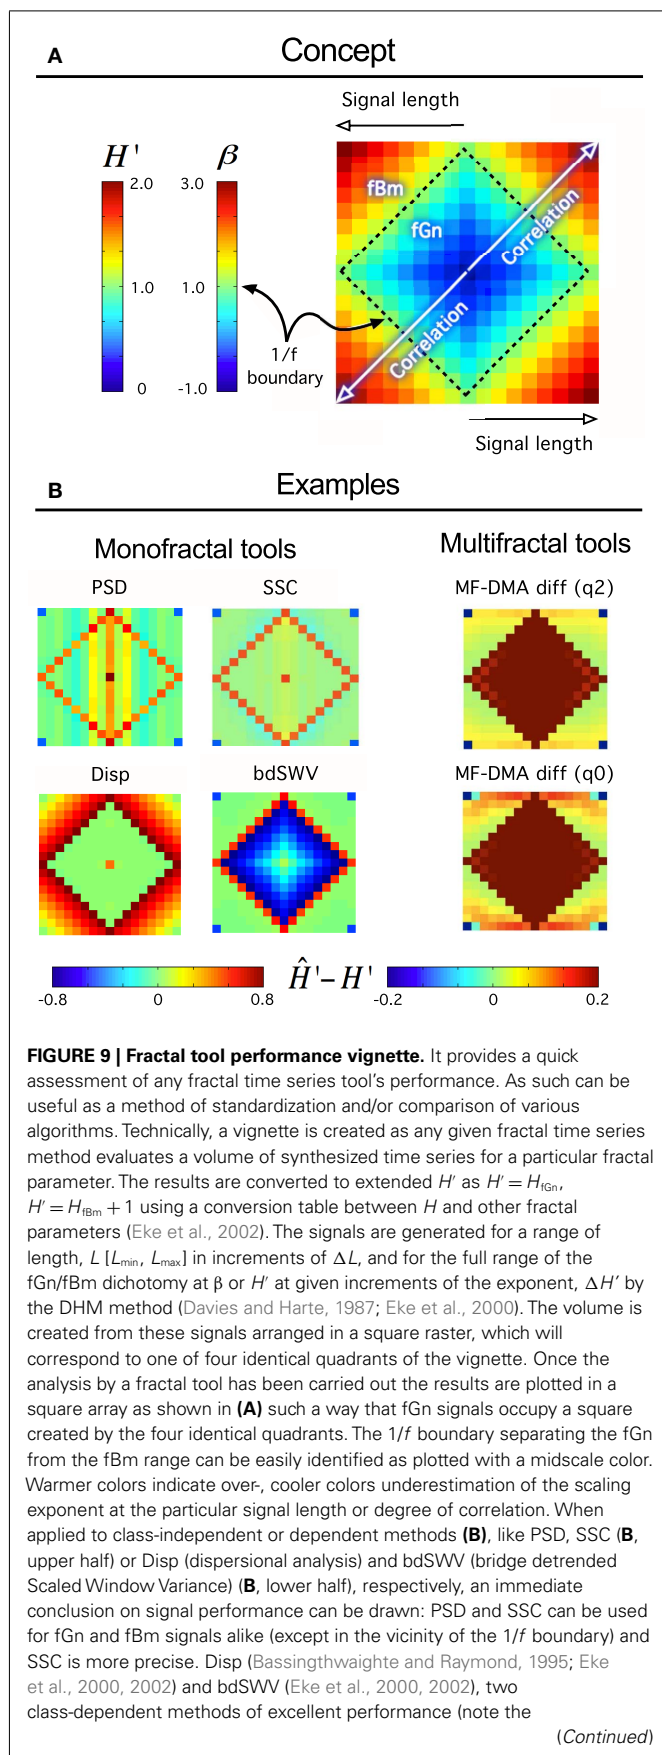 A
Concept
Signal length
H'
β
2.0
3.0
fBm
fGn
Correlation
1.0
1.0
Correlation
1/f
boundary
0
-1.0
Signal length
B
Examples
Monofractal tools
Multifractal tools
PSD
SSC
MF-DMA diff (q2)
Disp
bdSWV
MF-DMA diff (q0)
Ĥ'–H'
-0.8
0
0.8
-0.2
0
0.2
FIGURE 9 | Fractal tool performance vignette. It provides a quick
assessment of any fractal time series tool's performance. As such can be
useful as a method of standardization and/or comparison of various
algorithms. Technically, a vignette is created as any given fractal time series
method evaluates a volume of synthesized time series for a particular fractal
parameter. The results are converted to extended H′ as H′ = HfGn,
H′ = HfBm + 1 using a conversion table between H and other fractal
parameters (Eke et al., 2002). The signals are generated for a range of
length, L [Lmin, Lmax] in increments of ΔL, and for the full range of the
fGn/fBm dichotomy at β or H′ at given increments of the exponent, ΔH′ by
the DHM method (Davies and Harte, 1987; Eke et al., 2000). The volume is
created from these signals arranged in a square raster, which will
correspond to one of four identical quadrants of the vignette. Once the
analysis by a fractal tool has been carried out the results are plotted in a
square array as shown in (A) such a way that fGn signals occupy a square
created by the four identical quadrants. The 1/f boundary separating the fGn
from the fBm range can be easily identified as plotted with a midscale color.
Warmer colors indicate over-, cooler colors underestimation of the scaling
exponent at the particular signal length or degree of correlation. When
applied to class-independent or dependent methods (B), like PSD, SSC (B,
upper half) or Disp (dispersional analysis) and bdSWV (bridge detrended
Scaled Window Variance) (B, lower half), respectively, an immediate
conclusion on signal performance can be drawn: PSD and SSC can be used
for fGn and fBm signals alike (except in the vicinity of the 1/f boundary) and
SSC is more precise. Disp (Bassingthwaighte and Raymond, 1995; Eke
et al., 2000, 2002) and bdSWV (Eke et al., 2000, 2002), two
class-dependent methods of excellent performance (note the
(Continued)